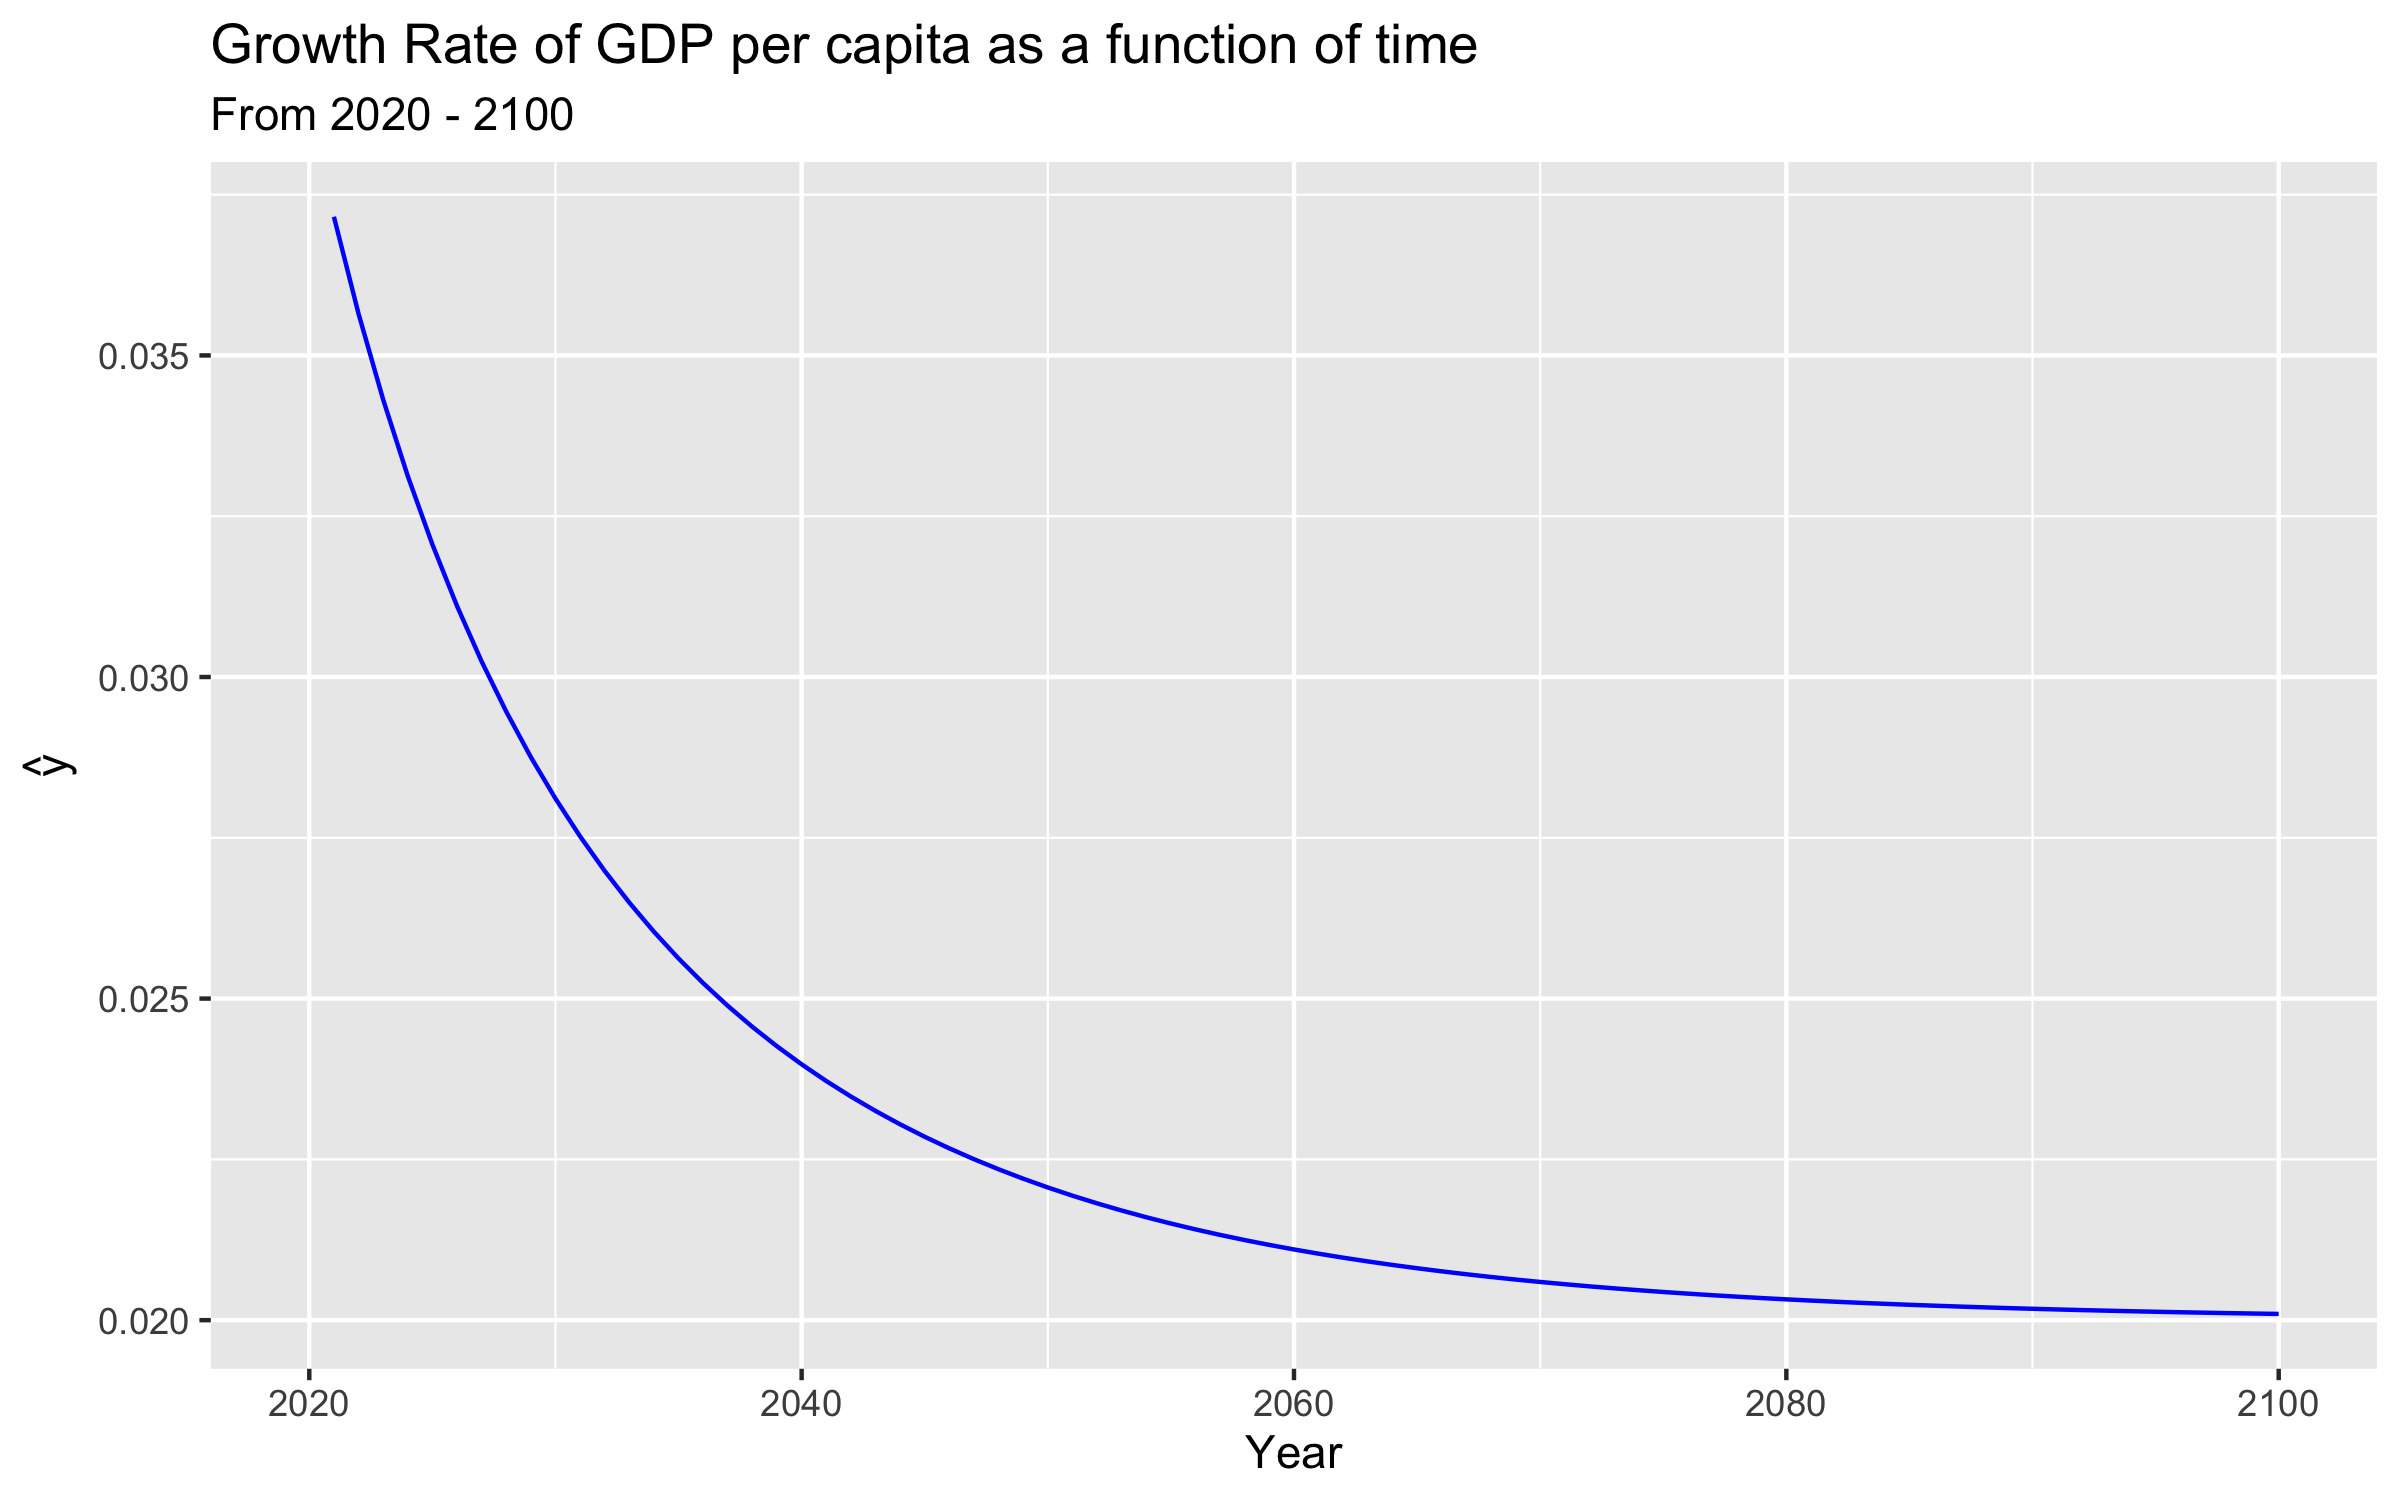 Growth Rate of GDP per capita as a function of time
From 2020 - 2100
0.035
0.030
0.025
0.020
ŷ
2020 2040 2060 2080 2100
Year